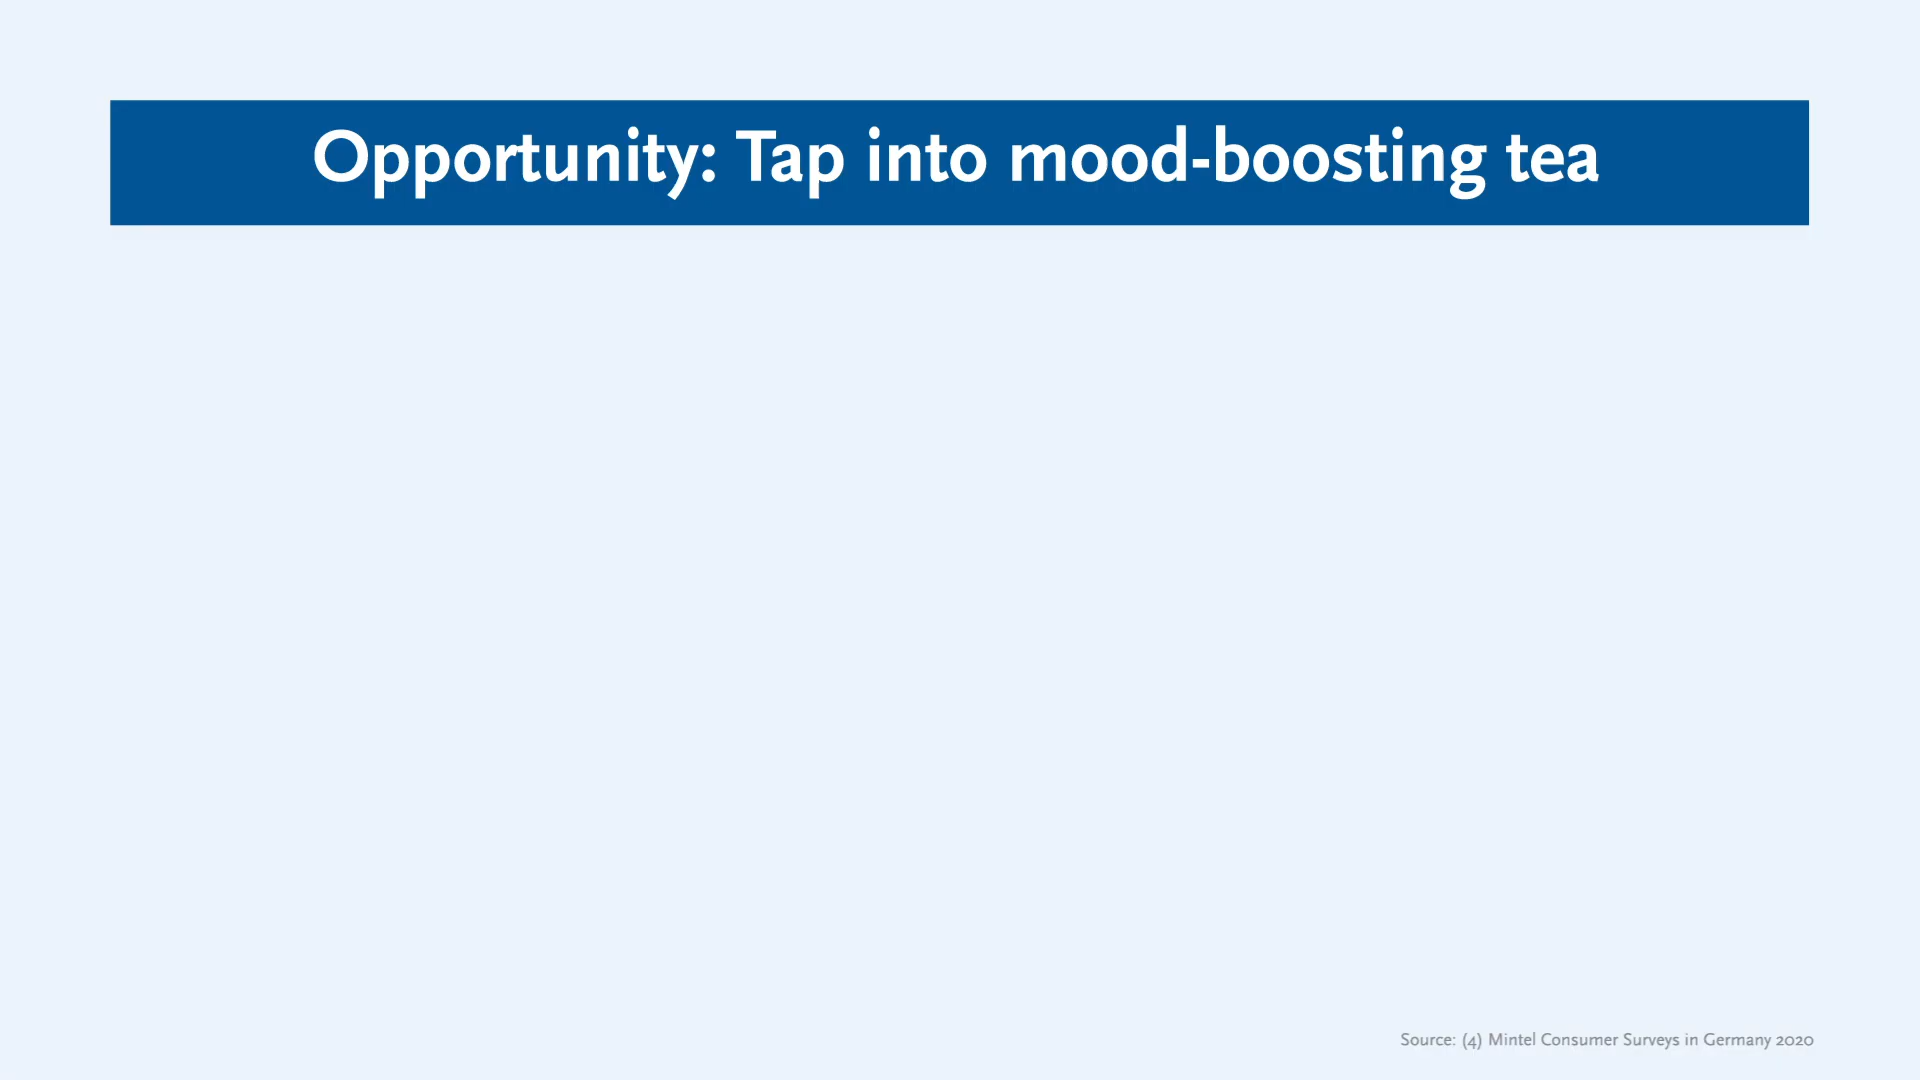 Opportunity: Tap into mood-boosting tea
Source: (4) Mintel Consumer Surveys in Germany 2020